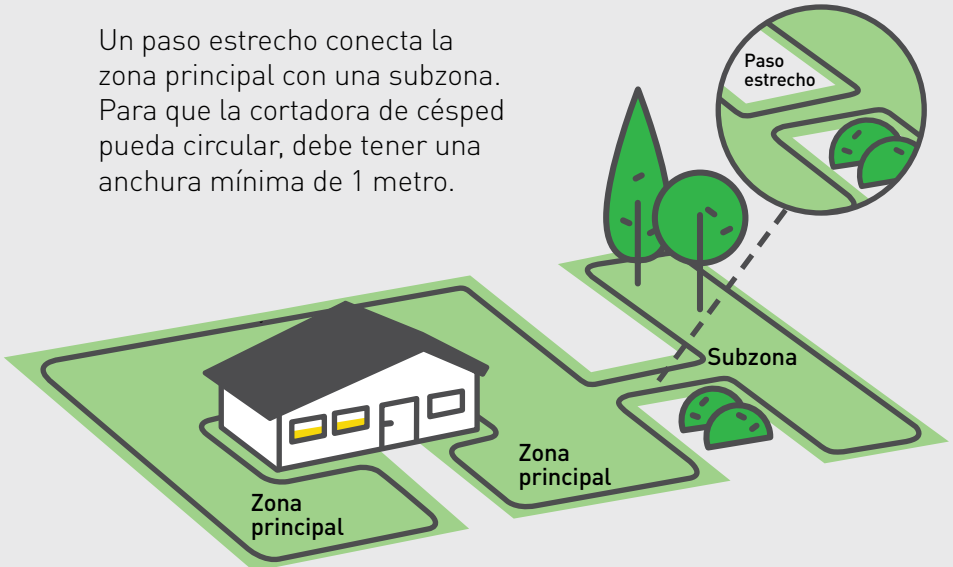 Un paso estrecho conecta la
zona principal con una subzona.
Para que la cortadora de césped
pueda circular, debe tener una
anchura mínima de 1 metro.
Paso
estrecho
Subzona
Zona
principal
Zona
principal